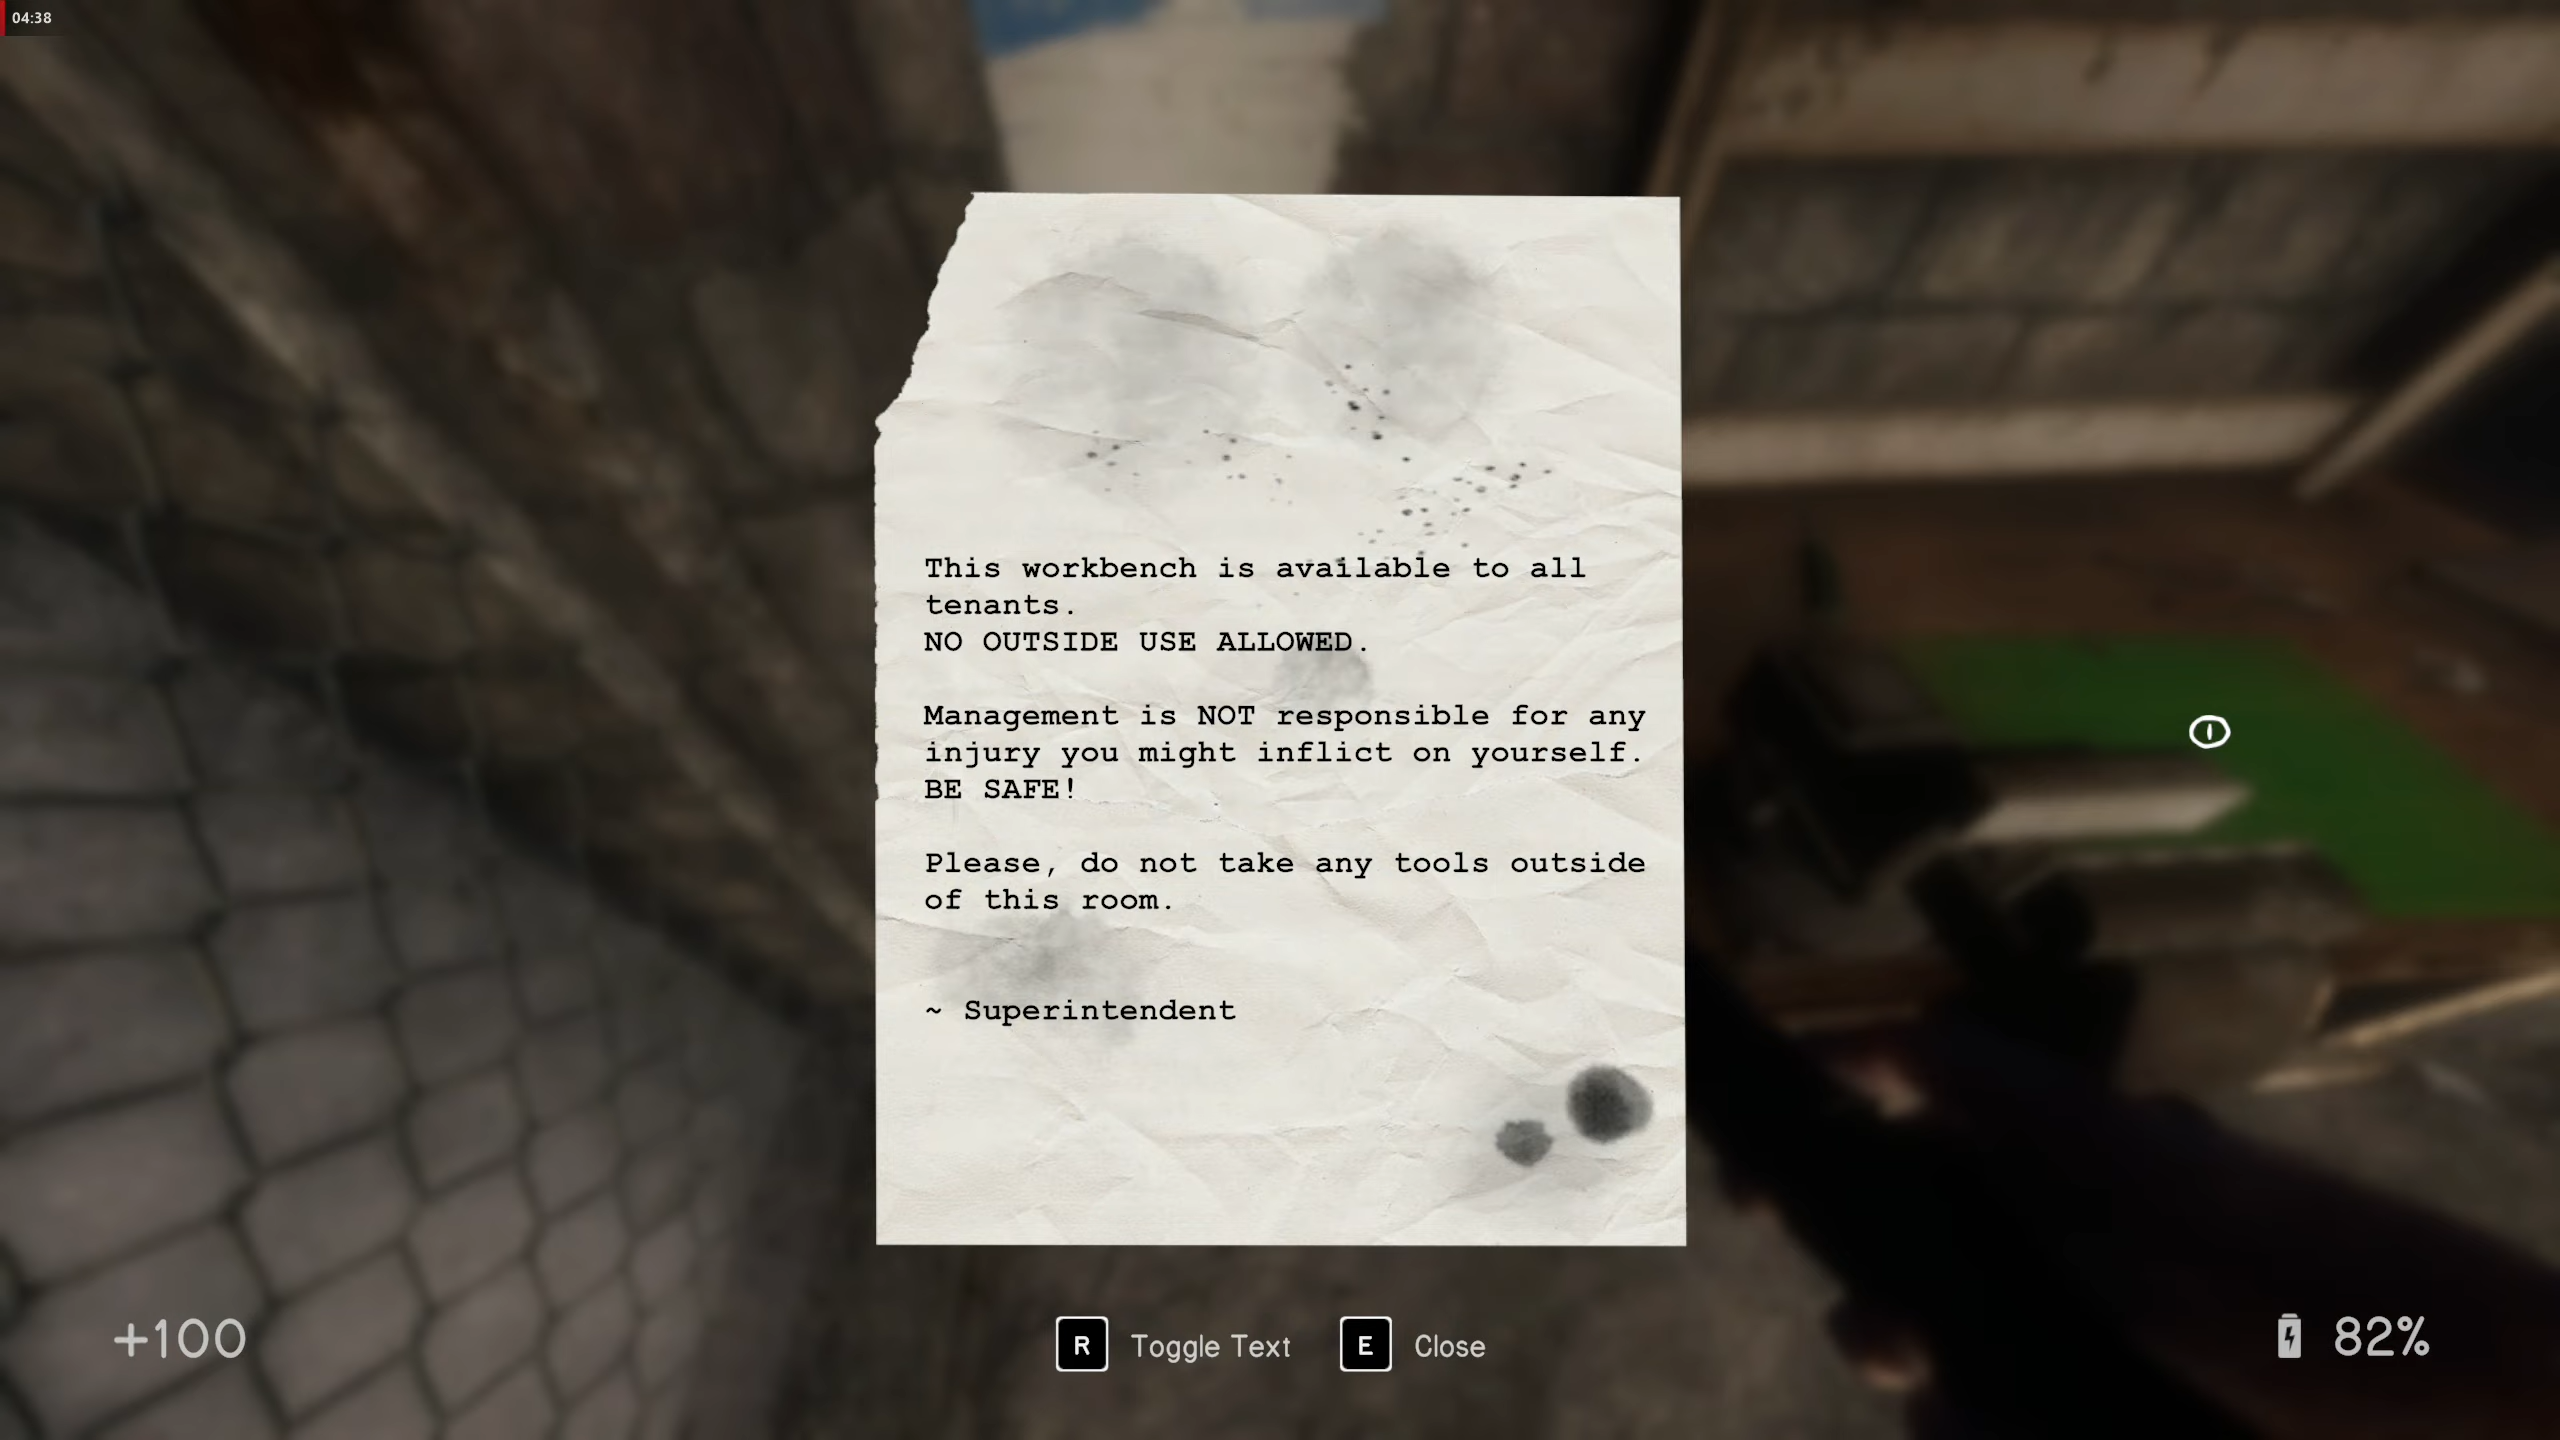 04:38
This workbench is available to all
tenants.
NO OUTSIDE USE ALLOWED.
Management is NOT responsible for any
injury you might inflict on yourself.
BE SAFE!
Please, do not take any tools outside
of this room.
~ Superintendent
+100
R Toggle Text E Close
82%